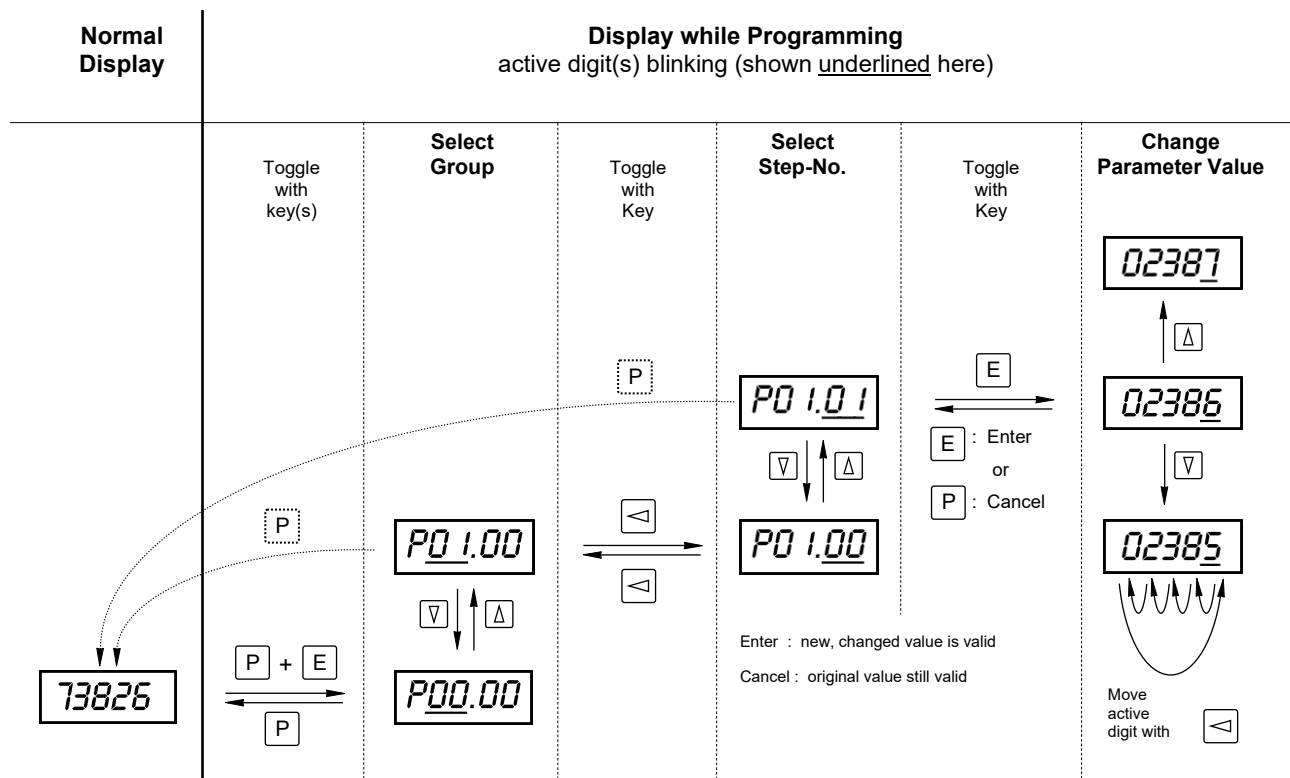 Normal
Display
Display while Programming
active digit(s) blinking (shown underlined here)
Toggle
with
key(s)
Select
Group
Toggle
with
Key
Select
Step-No.
Toggle
with
Key
Change
Parameter Value
02387
Δ
P
P01.01
E
02386
E : Enter
or
P : Cancel
∇ Δ
∇
P
P01.00
P01.00
02385
∇ Δ
Enter : new, changed value is valid
Cancel : original value still valid
73826
P + E
P
P00.00
Move
active
digit with